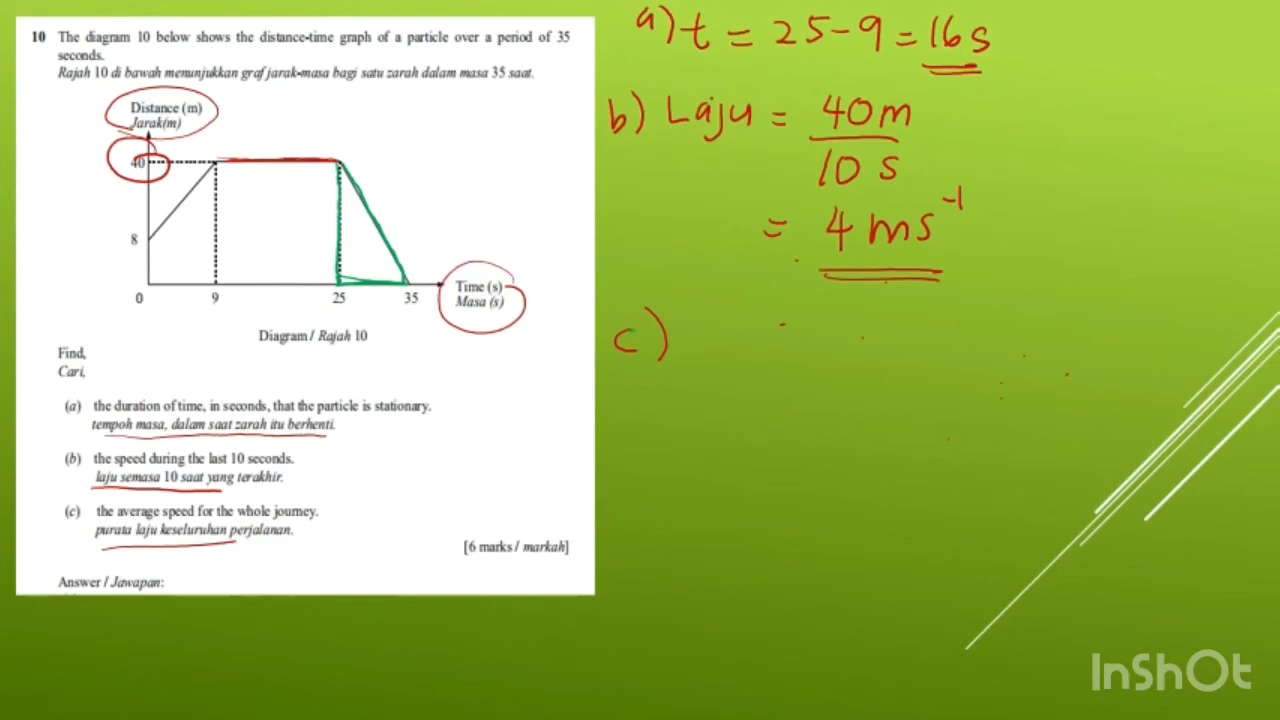 10 The diagram 10 below shows the distance-time graph of a particle over a period of 35
seconds.
Rajah 10 di bawah menunjukkan graf jarak-masa bagi satu zarah dalam masa 35 saat.
Distance (m)
Jarak(m)
40
8
0 9 25 35
Time (s)
Masa (s)
Diagram / Rajah 10
Find,
Cari,
(a) the duration of time, in seconds, that the particle is stationary.
tempoh masa, dalam saat zarah itu berhenti.
(b) the speed during the last 10 seconds.
laju semasa 10 saat yang terakhir.
(c) the average speed for the whole journey.
purata laju keseluruhan perjalanan.
[6 marks / markah]
Answer / Jawapan:
a) t = 25 - 9 = 16s
b) Laju = 40m
10 s
= 4 ms⁻¹
c)
InShOt